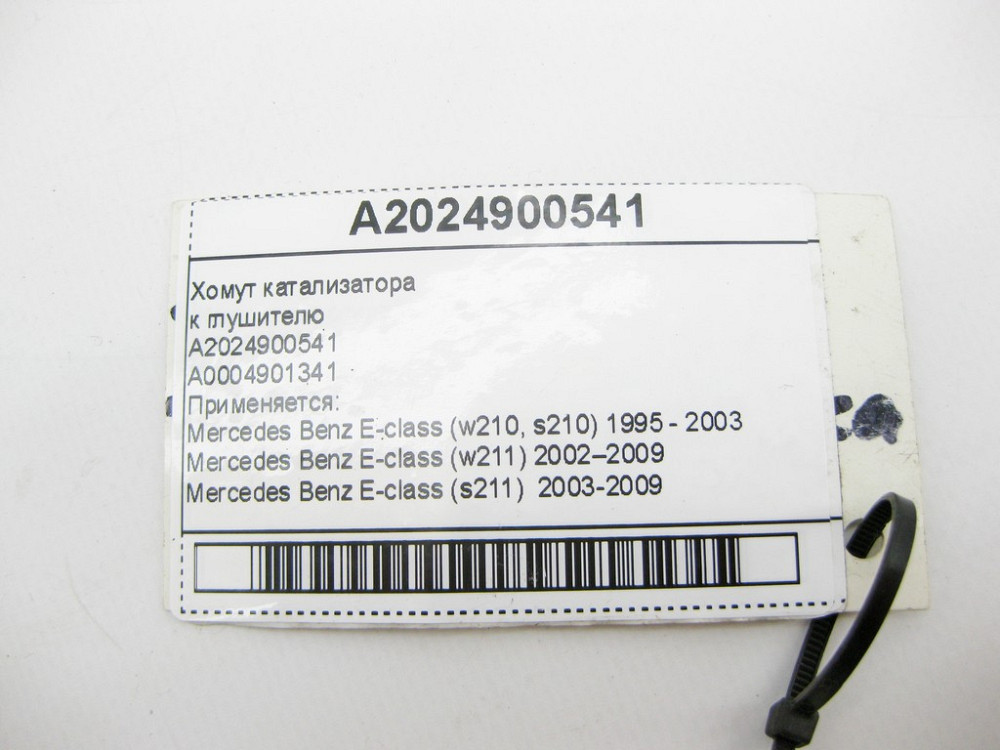 A2024900541
Хомут катализатора
к глушителю
A2024900541
A0004901341
Применяется:
Mercedes Benz E-class (w210, s210) 1995 - 2003
Mercedes Benz E-class (w211) 2002–2009
Mercedes Benz E-class (s211) 2003-2009